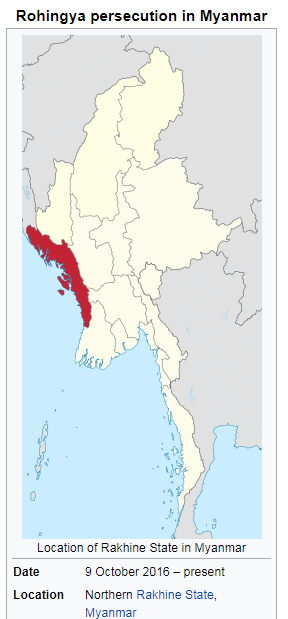 Rohingya persecution in Myanmar
Location of Rakhine State in Myanmar
Date 9 October 2016 – present
Location Northern Rakhine State,
Myanmar